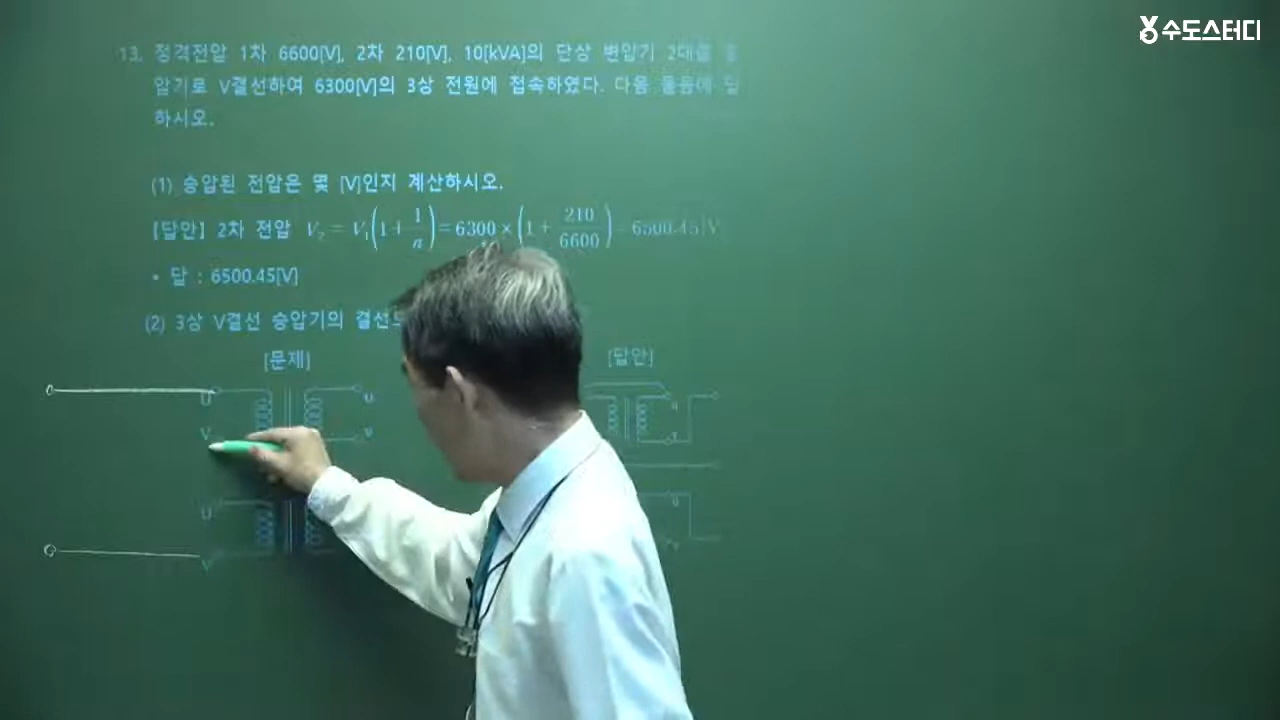 수도스터디
13. 정격전압 1차 6600[V], 2차 210[V], 10[kVA]의 단상 변압기 2대를
압기로 V결선하여 6300[V]의 3상 전원에 접속하였다. 다음 물음에 답
하시오.
(1) 승압된 전압은 몇 [V]인지 계산하시오.
[답안] 2차 전압 V₂ = V₁(1+1/n) = 6300×(1+210/6600) = 6500.45[V]
• 답 : 6500.45[V]
(2) 3상 V결선 승압기의 결선
[문제] [답안]
U u u
V v
U u
V